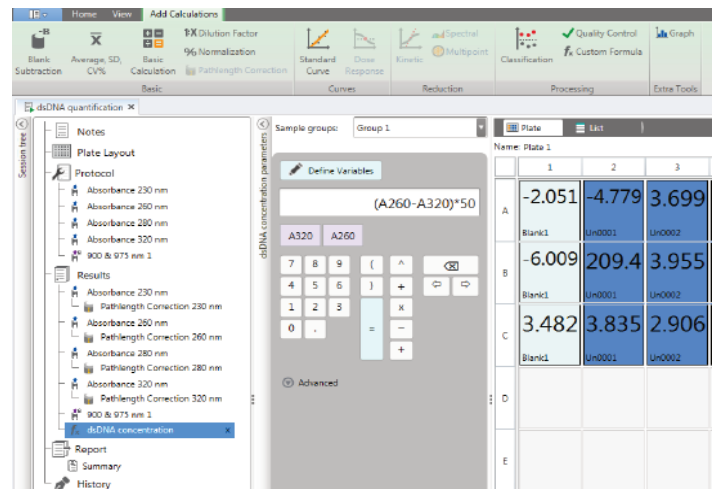 Home View Add Calculations
Blank Subtraction
Average, SD, CV%
Basic Calculation
1:X Dilution Factor
% Normalization
Pathlength Correction
Standard Curve
Dose Response
Kinetic
Spectral
Multipoint
Classification
Quality Control
fx Custom Formula
Graph
Basic Curves Reduction Processing Extra Tools
dsDNA quantification ×
Session tree
Notes
Plate Layout
Protocol
Absorbance 230 nm
Absorbance 260 nm
Absorbance 280 nm
Absorbance 320 nm
900 & 975 nm 1
Results
Absorbance 230 nm
Pathlength Correction 230 nm
Absorbance 260 nm
Pathlength Correction 260 nm
Absorbance 280 nm
Pathlength Correction 280 nm
Absorbance 320 nm
Pathlength Correction 320 nm
900 & 975 nm 1
fx dsDNA concentration x
Report
Summary
History
dsDNA concentration parameters
Sample groups: Group 1
Define Variables
(A260-A320)*50
A320 A260
7 8 9 ( ^
4 5 6 ) ÷
1 2 3 = x
0 . −
+
Advanced
Plate List
Name: Plate 1
1 2 3
A -2.051 -4.779 3.699
Blank1 Un0001 Un0002
B -6.009 209.4 3.955
Blank1 Un0001 Un0002
C 3.482 3.835 2.906
Blank1 Un0001 Un0002
D
E